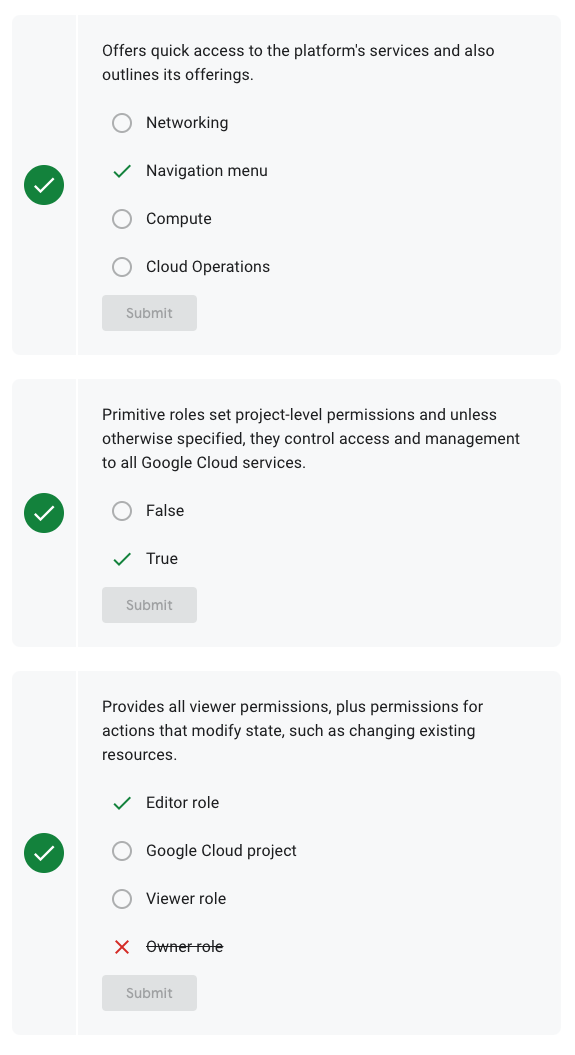 Offers quick access to the platform's services and also
outlines its offerings.
Networking
Navigation menu
Compute
Cloud Operations
Submit
Primitive roles set project-level permissions and unless
otherwise specified, they control access and management
to all Google Cloud services.
False
True
Submit
Provides all viewer permissions, plus permissions for
actions that modify state, such as changing existing
resources.
Editor role
Google Cloud project
Viewer role
Owner role
Submit